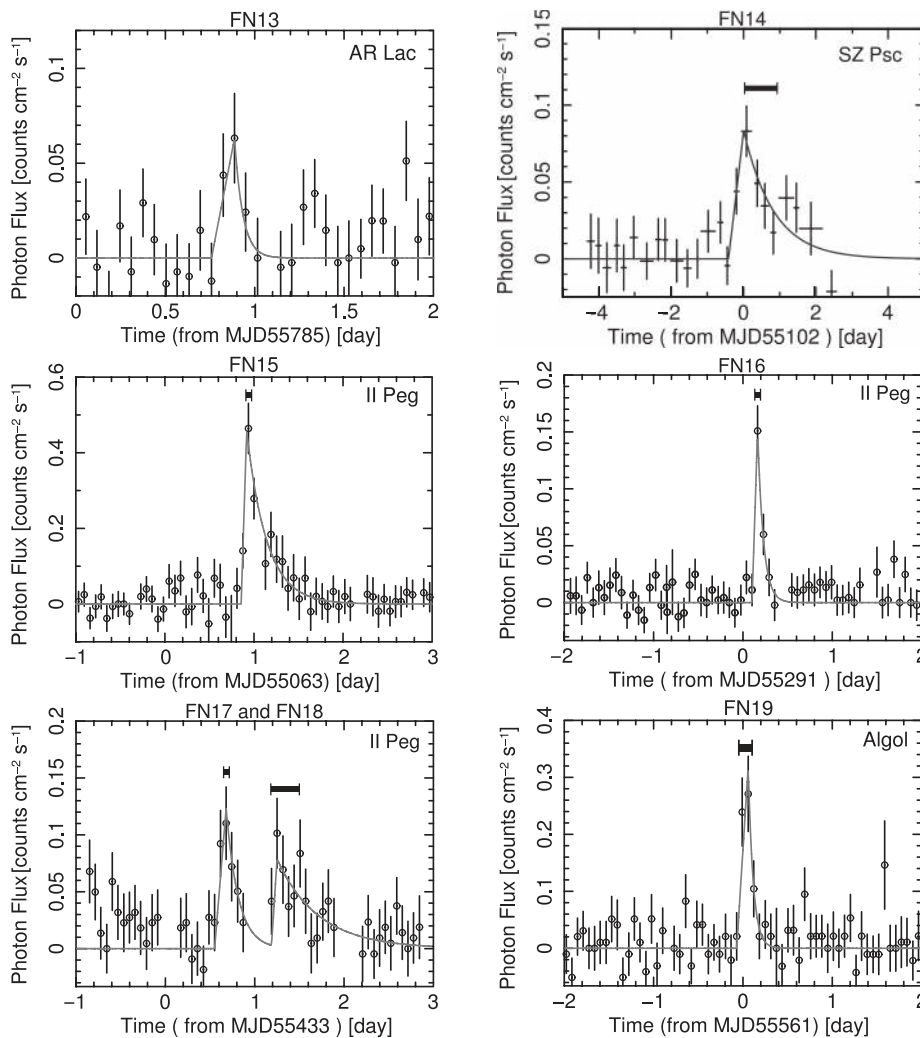 FN13
AR Lac
Photon Flux [counts cm⁻² s⁻¹]
0.1
0.05
0
0 0.5 1 1.5 2
Time (from MJD55785) [day]
FN14
SZ Psc
Photon Flux [counts cm⁻² s⁻¹]
0.15
0.1
0.05
0
−4 −2 0 2 4
Time ( from MJD55102 ) [day]
FN15
II Peg
Photon Flux [counts cm⁻² s⁻¹]
0.6
0.4
0.2
0
−1 0 1 2 3
Time (from MJD55063) [day]
FN16
II Peg
Photon Flux [counts cm⁻² s⁻¹]
0.2
0.15
0.1
0.05
0
−2 −1 0 1 2
Time ( from MJD55291 ) [day]
FN17 and FN18
II Peg
Photon Flux [counts cm⁻² s⁻¹]
0.2
0.15
0.1
0.05
0
−1 0 1 2 3
Time ( from MJD55433 ) [day]
FN19
Algol
Photon Flux [counts cm⁻² s⁻¹]
0.4
0.3
0.2
0.1
0
−2 −1 0 1 2
Time ( from MJD55561) [day]